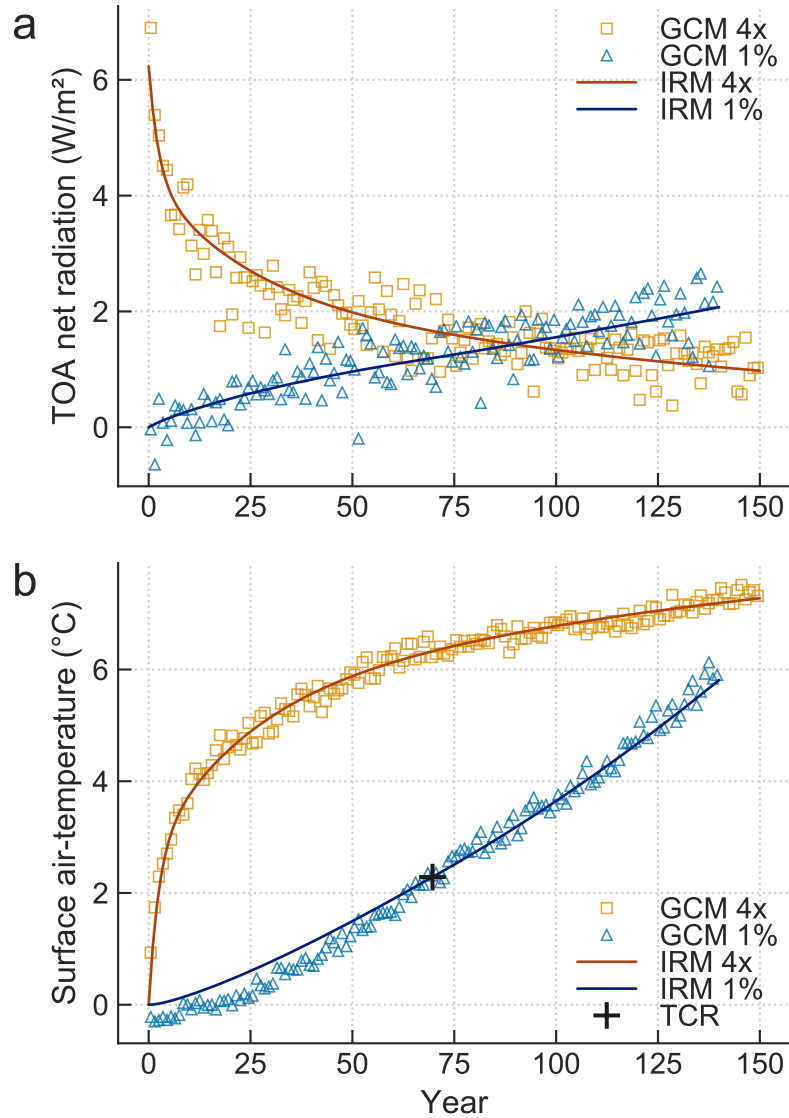 a
TOA net radiation (W/m²)
6
4
2
0
GCM 4x
GCM 1%
IRM 4x
IRM 1%
0 25 50 75 100 125 150
b
Surface air-temperature (°C)
6
4
2
0
GCM 4x
GCM 1%
IRM 4x
IRM 1%
TCR
0 25 50 75 100 125 150
Year